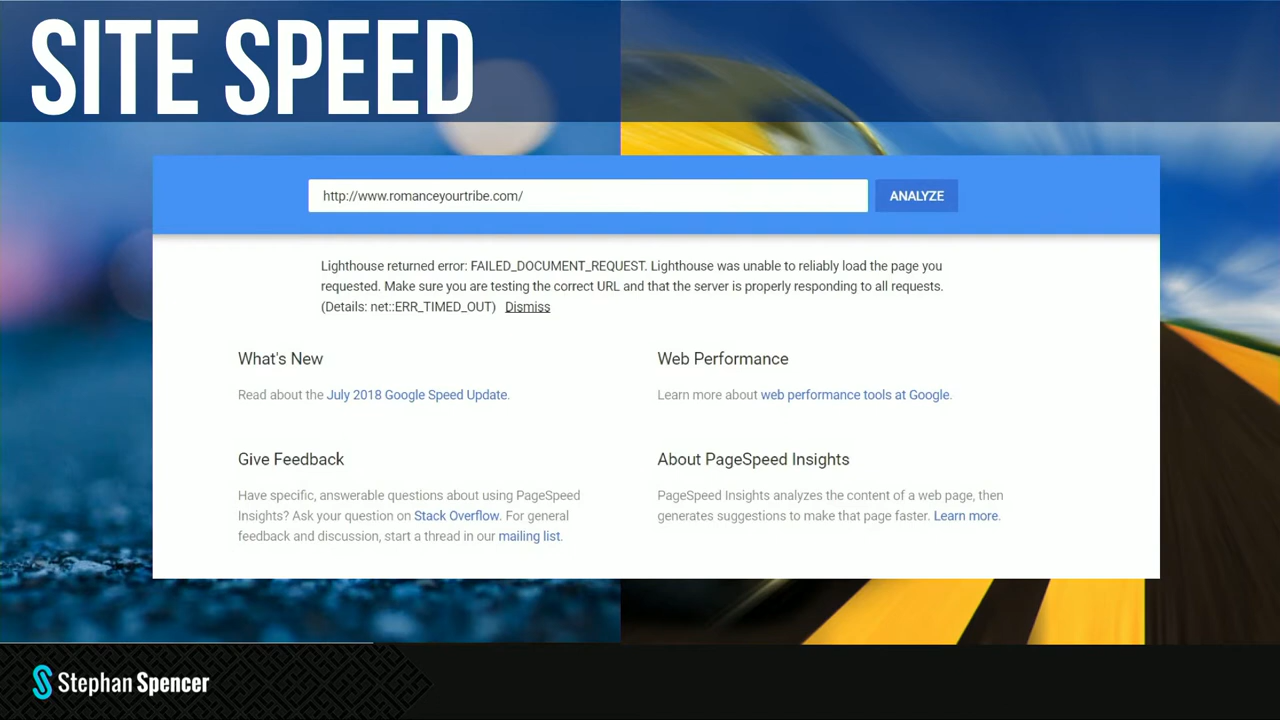 SITE SPEED
http://www.romanceyourtribe.com/
ANALYZE
Lighthouse returned error: FAILED_DOCUMENT_REQUEST. Lighthouse was unable to reliably load the page you
requested. Make sure you are testing the correct URL and that the server is properly responding to all requests.
(Details: net::ERR_TIMED_OUT) Dismiss
What's New
Read about the July 2018 Google Speed Update.
Web Performance
Learn more about web performance tools at Google.
Give Feedback
Have specific, answerable questions about using PageSpeed
Insights? Ask your question on Stack Overflow. For general
feedback and discussion, start a thread in our mailing list.
About PageSpeed Insights
PageSpeed Insights analyzes the content of a web page, then
generates suggestions to make that page faster. Learn more.
Stephan Spencer